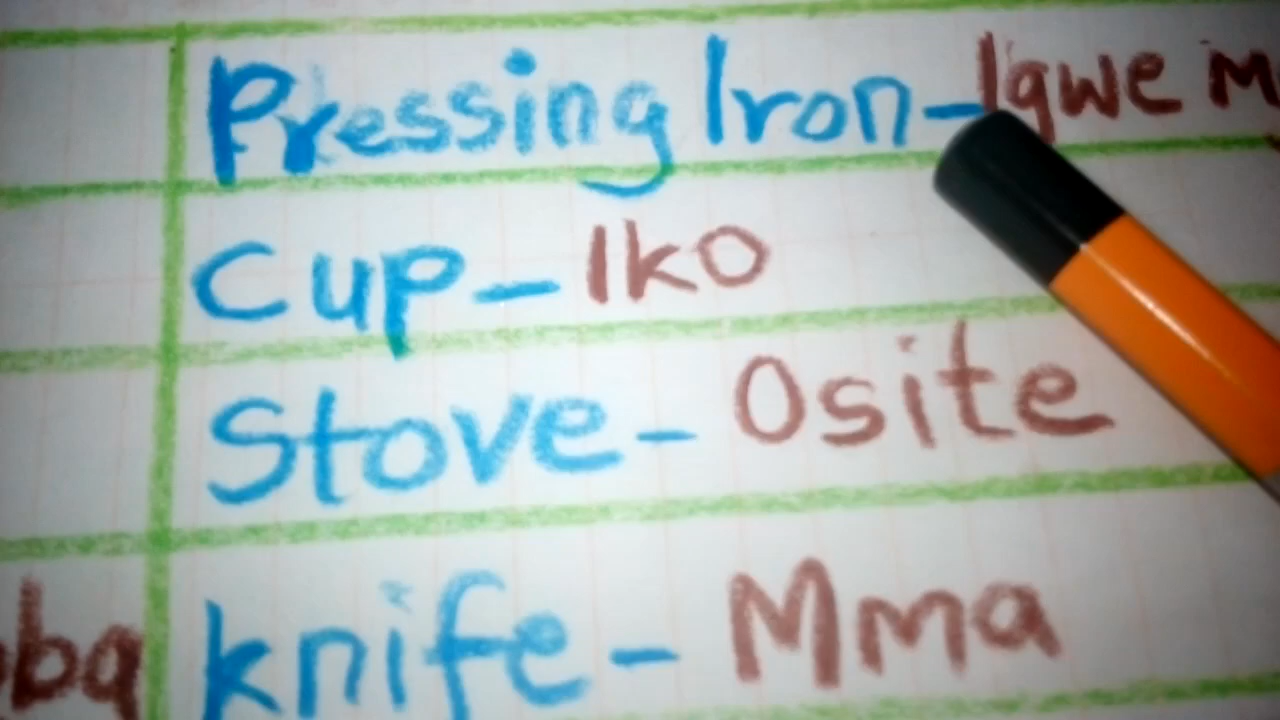 Pressing Iron - Igwe
Cup - Iko
Stove - Osite
knife - Mma